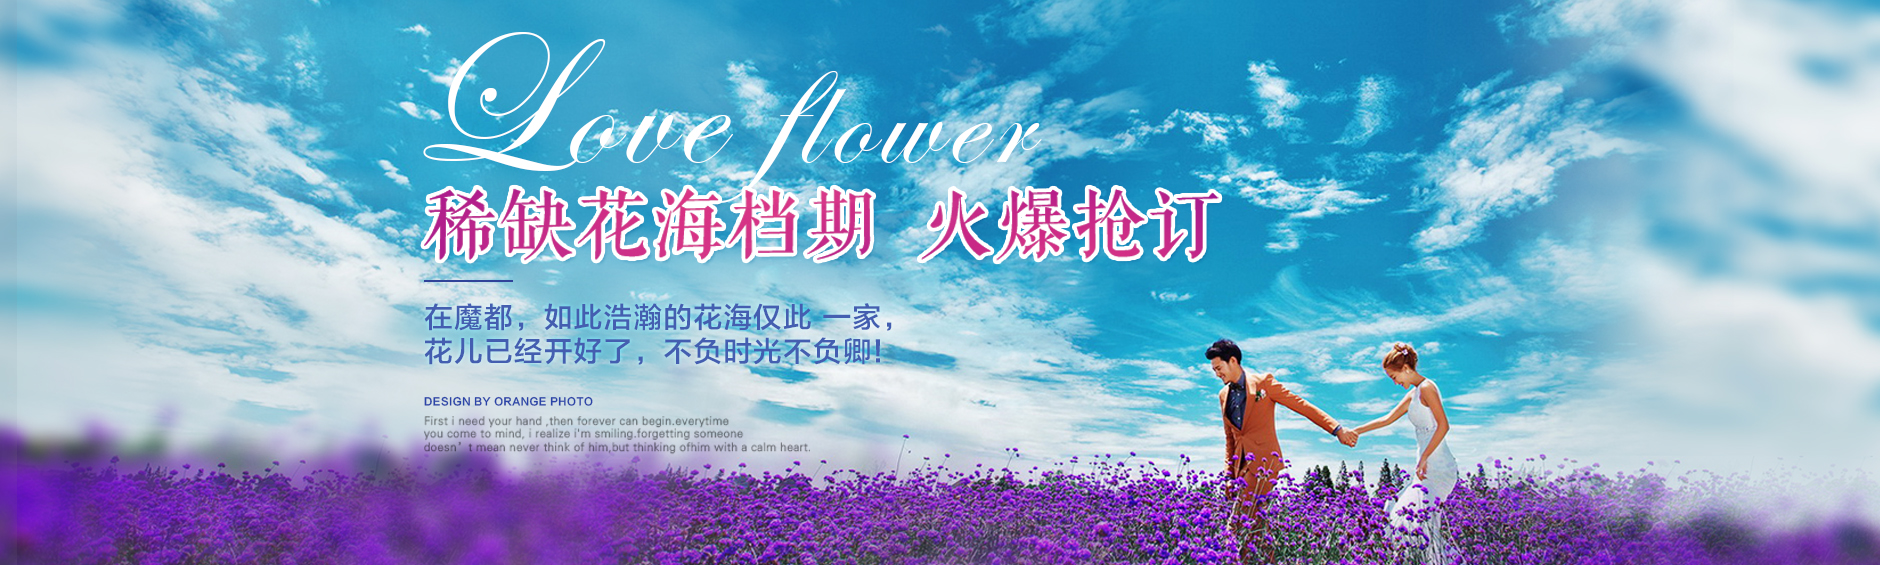 Love flower
稀缺花海档期 火爆抢订
在魔都，如此浩瀚的花海仅此 一家，
花儿已经开好了，不负时光不负卿!
DESIGN BY ORANGE PHOTO
First i need your hand ,then forever can begin.everytime
you come to mind, i realize i'm smiling.forgetting someone
doesn’t mean never think of him,but thinking ofhim with a calm heart.